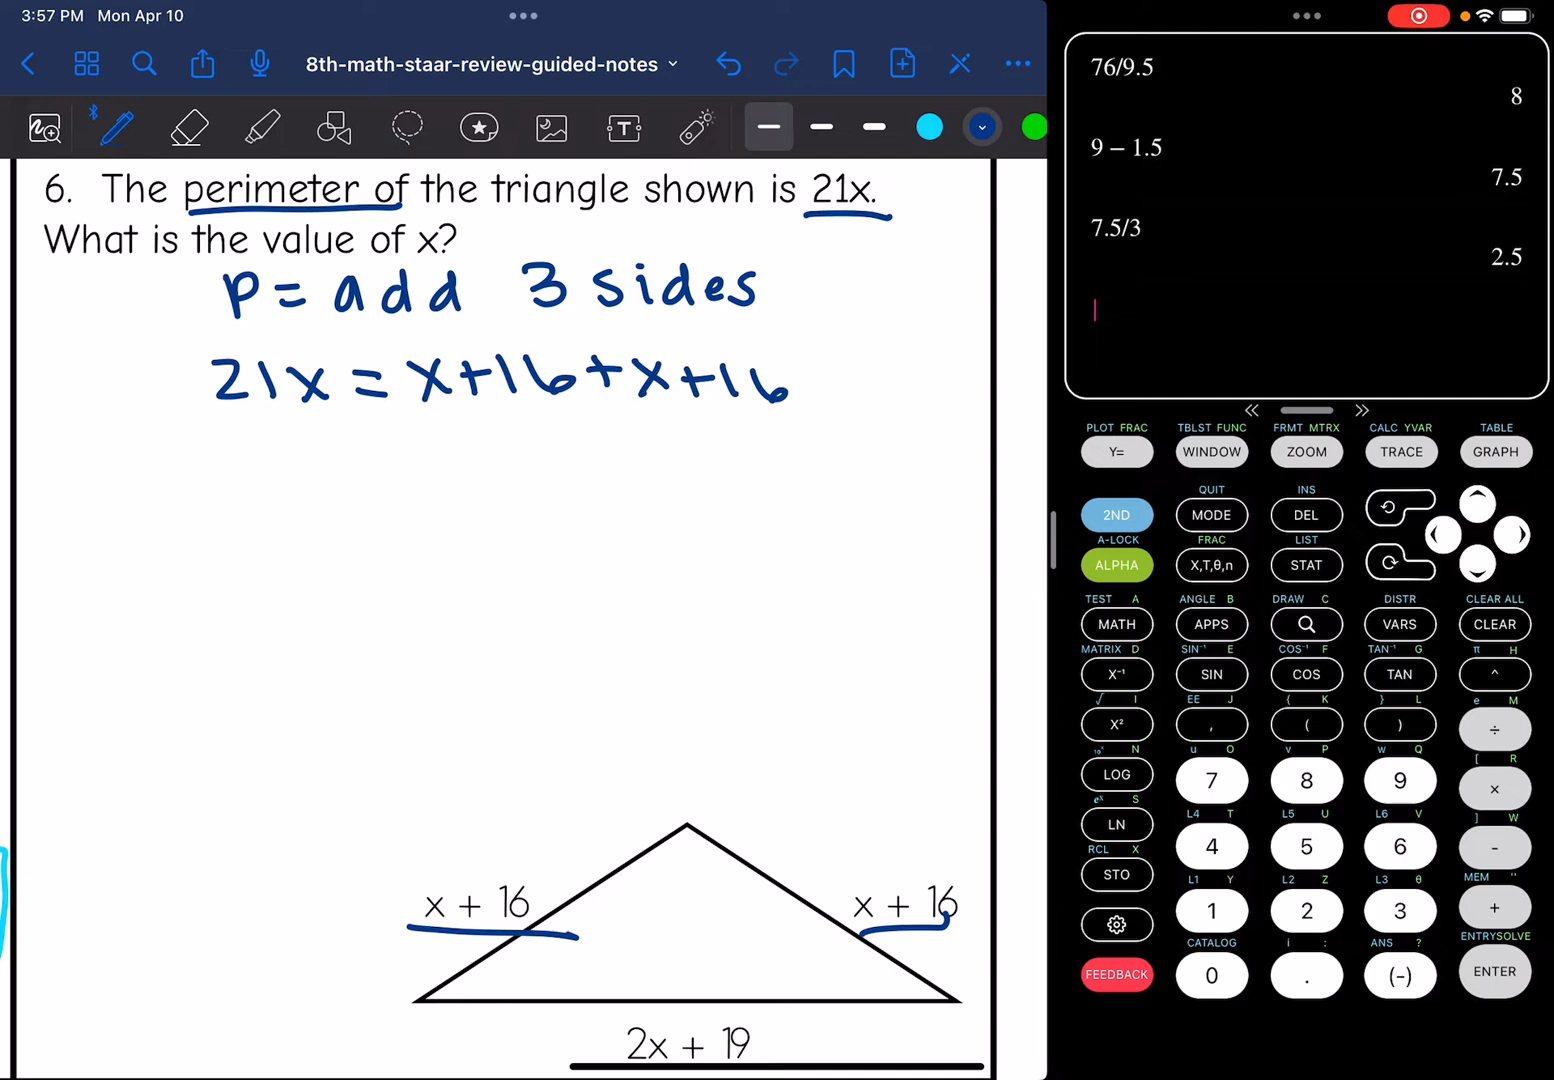 3:57 PM Mon Apr 10
8th-math-staar-review-guided-notes
6. The perimeter of the triangle shown is 21x.
What is the value of x?
P = add 3 sides
21x = x+16+x+16
x + 16
x + 16
2x + 19
76/9.5
8
9 – 1.5
7.5
7.5/3
2.5
PLOT FRAC TBLST FUNC FRMT MTRX CALC YVAR TABLE
Y= WINDOW ZOOM TRACE GRAPH
QUIT INS
2ND MODE DEL
A-LOCK FRAC LIST
ALPHA X,T,θ,n STAT
TEST A ANGLE B DRAW C DISTR CLEAR ALL
MATH APPS VARS CLEAR
MATRIX D SIN⁻¹ E COS⁻¹ F TAN⁻¹ G π H
X⁻¹ SIN COS TAN ^
√ I EE J { K } L e M
X² , ( ) ÷
10ˣ N u O v P w Q [ R
LOG 7 8 9 ×
eˣ S L4 T L5 U L6 V ] W
LN 4 5 6 -
RCL X L1 Y L2 Z L3 θ MEM "
STO 1 2 3 +
CATALOG i : ANS ? ENTRY SOLVE
FEEDBACK 0 . (-) ENTER